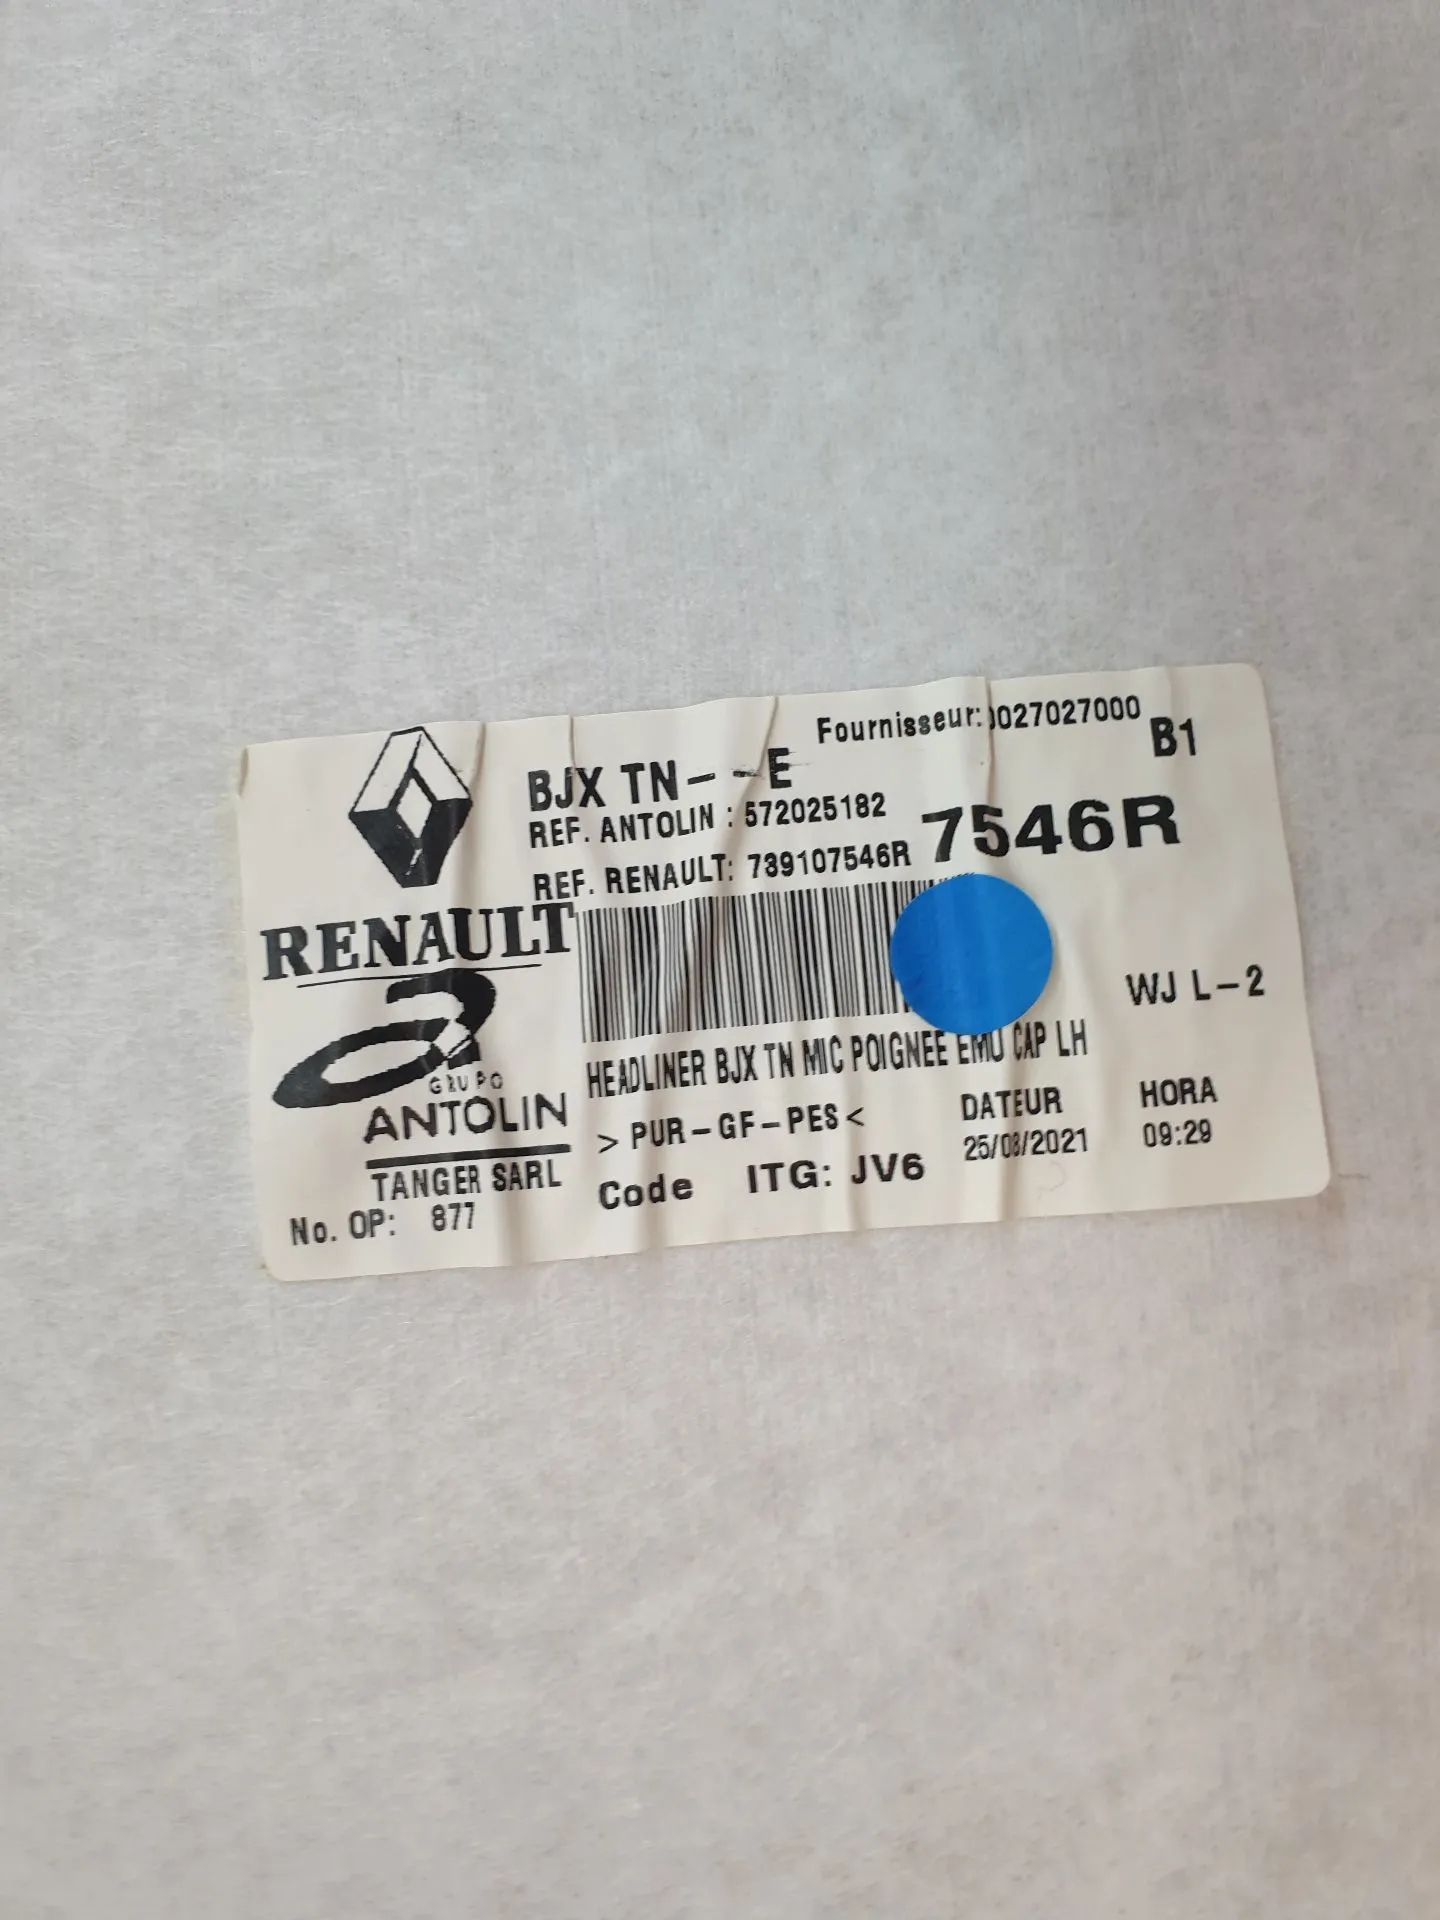 Fournisseur: 0027027000
B1
BJX TN- -E
REF. ANTOLIN : 572025182
REF. RENAULT: 739107546R
7546R
RENAULT
GRUPO
ANTOLIN
TANGER SARL
No. OP: 877
WJ L-2
HEADLINER BJX TN MIC POIGNEE EMU CAP LH
> PUR-GF-PES <
DATEUR
HORA
25/08/2021
09:29
Code ITG: JV6